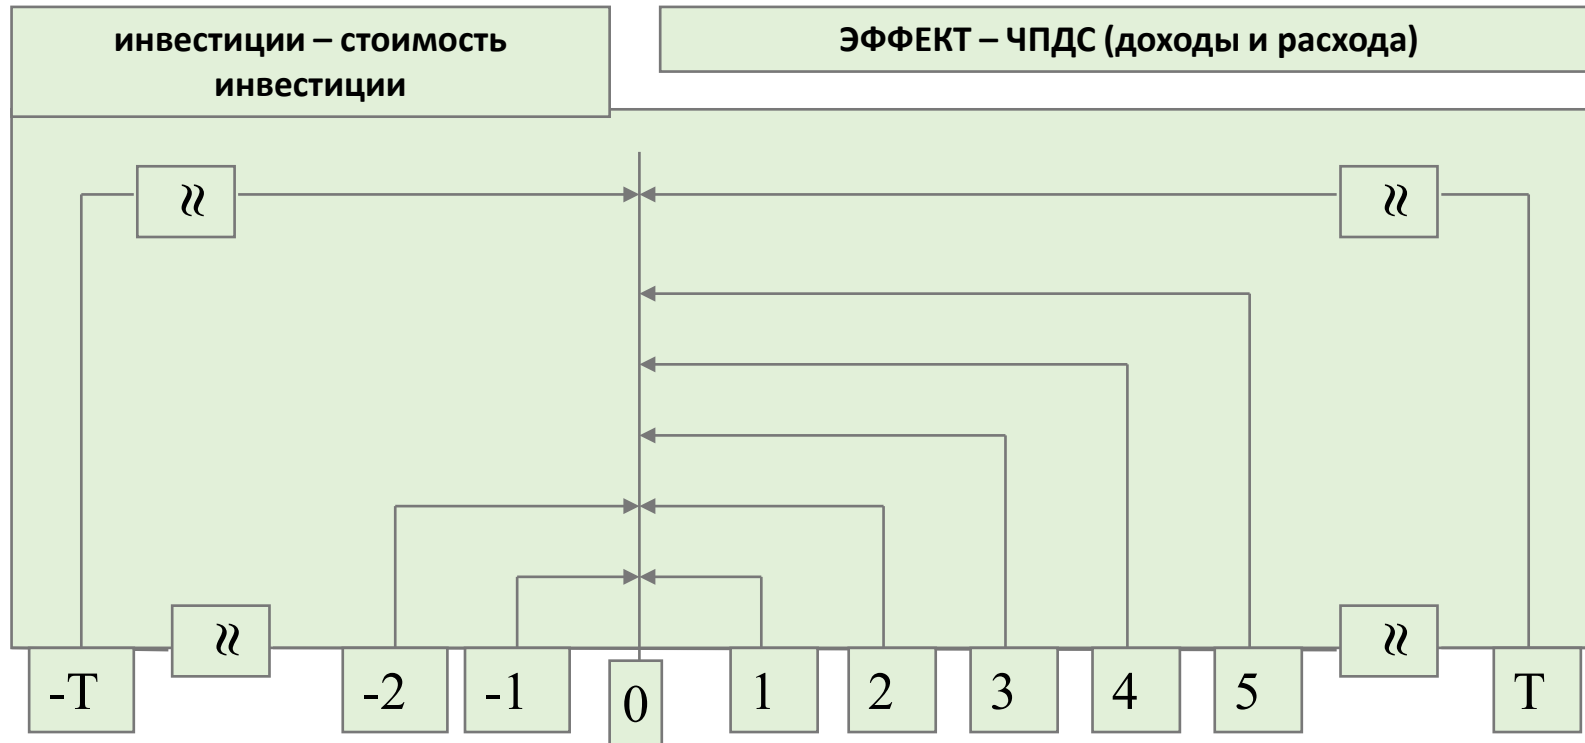 инвестиции – стоимость
инвестиции
ЭФФЕКТ – ЧПДС (доходы и расхода)
≈ ≈
≈ ≈
-T -2 -1 0 1 2 3 4 5 T